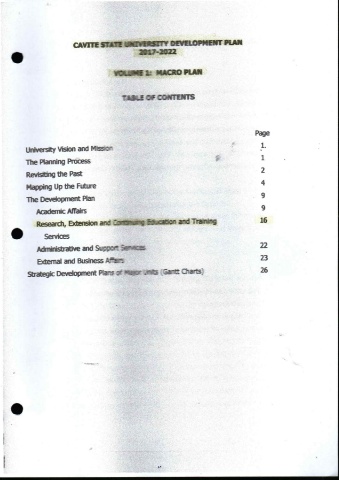 CAVITE STATE UNIVERSITY DEVELOPMENT PLAN
2017-2022
VOLUME 1: MACRO PLAN
TABLE OF CONTENTS
Page
University Vision and Mission 1.
The Planning Process 1
Revisiting the Past 2
Mapping Up the Future 4
The Development Plan 9
Academic Affairs 9
Research, Extension and Continuing Education and Training 16
Services
Administrative and Support Services 22
External and Business Affairs 23
Strategic Development Plans of Major Units (Gantt Charts) 26